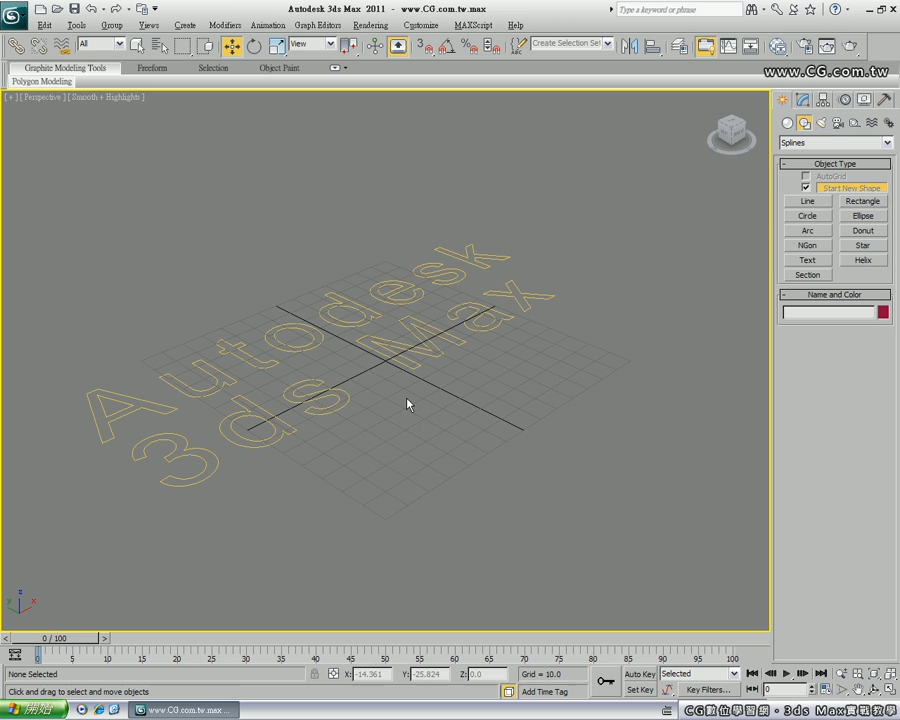 Autodesk 3ds Max 2011 - www.CG.com.tw.max
Type a keyword or phrase
Edit Tools Group Views Create Modifiers Animation Graph Editors Rendering Customize MAXScript Help
All View Create Selection Set
Graphite Modeling Tools Freeform Selection Object Paint
www.CG.com.tw
Polygon Modeling
[ + ] [ Perspective ] [ Smooth + Highlights ]
Splines
- Object Type
AutoGrid
Start New Shape
Line Rectangle
Circle Ellipse
Arc Donut
NGon Star
Text Helix
Section
- Name and Color
Autodesk
3ds Max
z
y x
< 0 / 100 >
0 5 10 15 20 25 30 35 40 45 50 55 60 65 70 75 80 85 90 95 100
None Selected X: -14.361 Y: -25.824 Z: 0.0 Grid = 10.0 Auto Key Selected
Click and drag to select and move objects Add Time Tag Set Key Key Filters... 0
開始 www.CG.com.tw.max ... CG數位學習網·3ds Max實戰教學